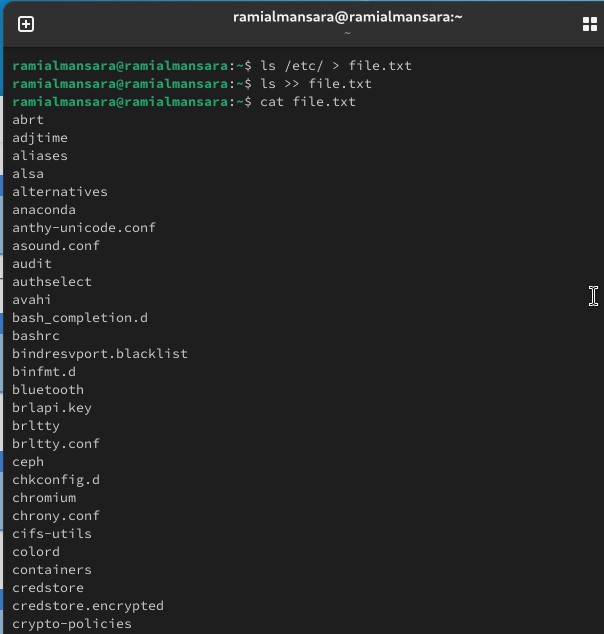 ramialmansara@ramialmansara:~
~
ramialmansara@ramialmansara:~$ ls /etc/ > file.txt
ramialmansara@ramialmansara:~$ ls >> file.txt
ramialmansara@ramialmansara:~$ cat file.txt
abrt
adjtime
aliases
alsa
alternatives
anaconda
anthy-unicode.conf
asound.conf
audit
authselect
avahi
bash_completion.d
bashrc
bindresvport.blacklist
binfmt.d
bluetooth
brlapi.key
brltty
brltty.conf
ceph
chkconfig.d
chromium
chrony.conf
cifs-utils
colord
containers
credstore
credstore.encrypted
crypto-policies